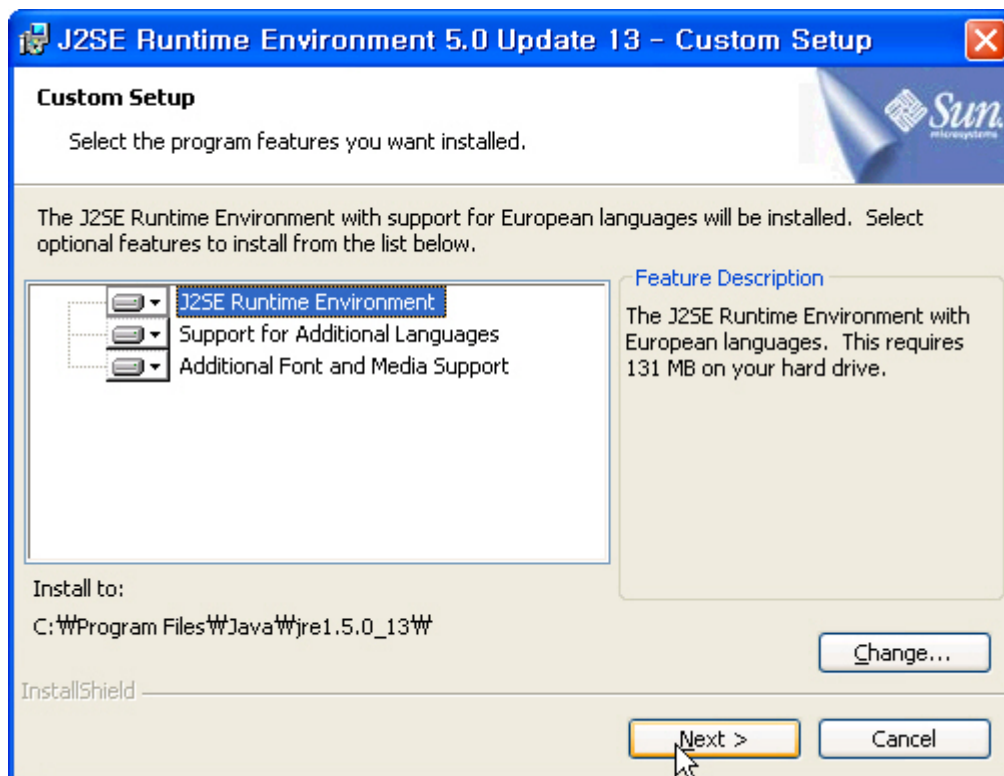 J2SE Runtime Environment 5.0 Update 13 - Custom Setup
Custom Setup
Select the program features you want installed.
Sun
microsystems
The J2SE Runtime Environment with support for European languages will be installed.  Select
optional features to install from the list below.
J2SE Runtime Environment
Support for Additional Languages
Additional Font and Media Support
Feature Description
The J2SE Runtime Environment with
European languages.  This requires
131 MB on your hard drive.
Install to:
C:₩Program Files₩Java₩jre1.5.0_13₩
Change...
InstallShield
Next >
Cancel